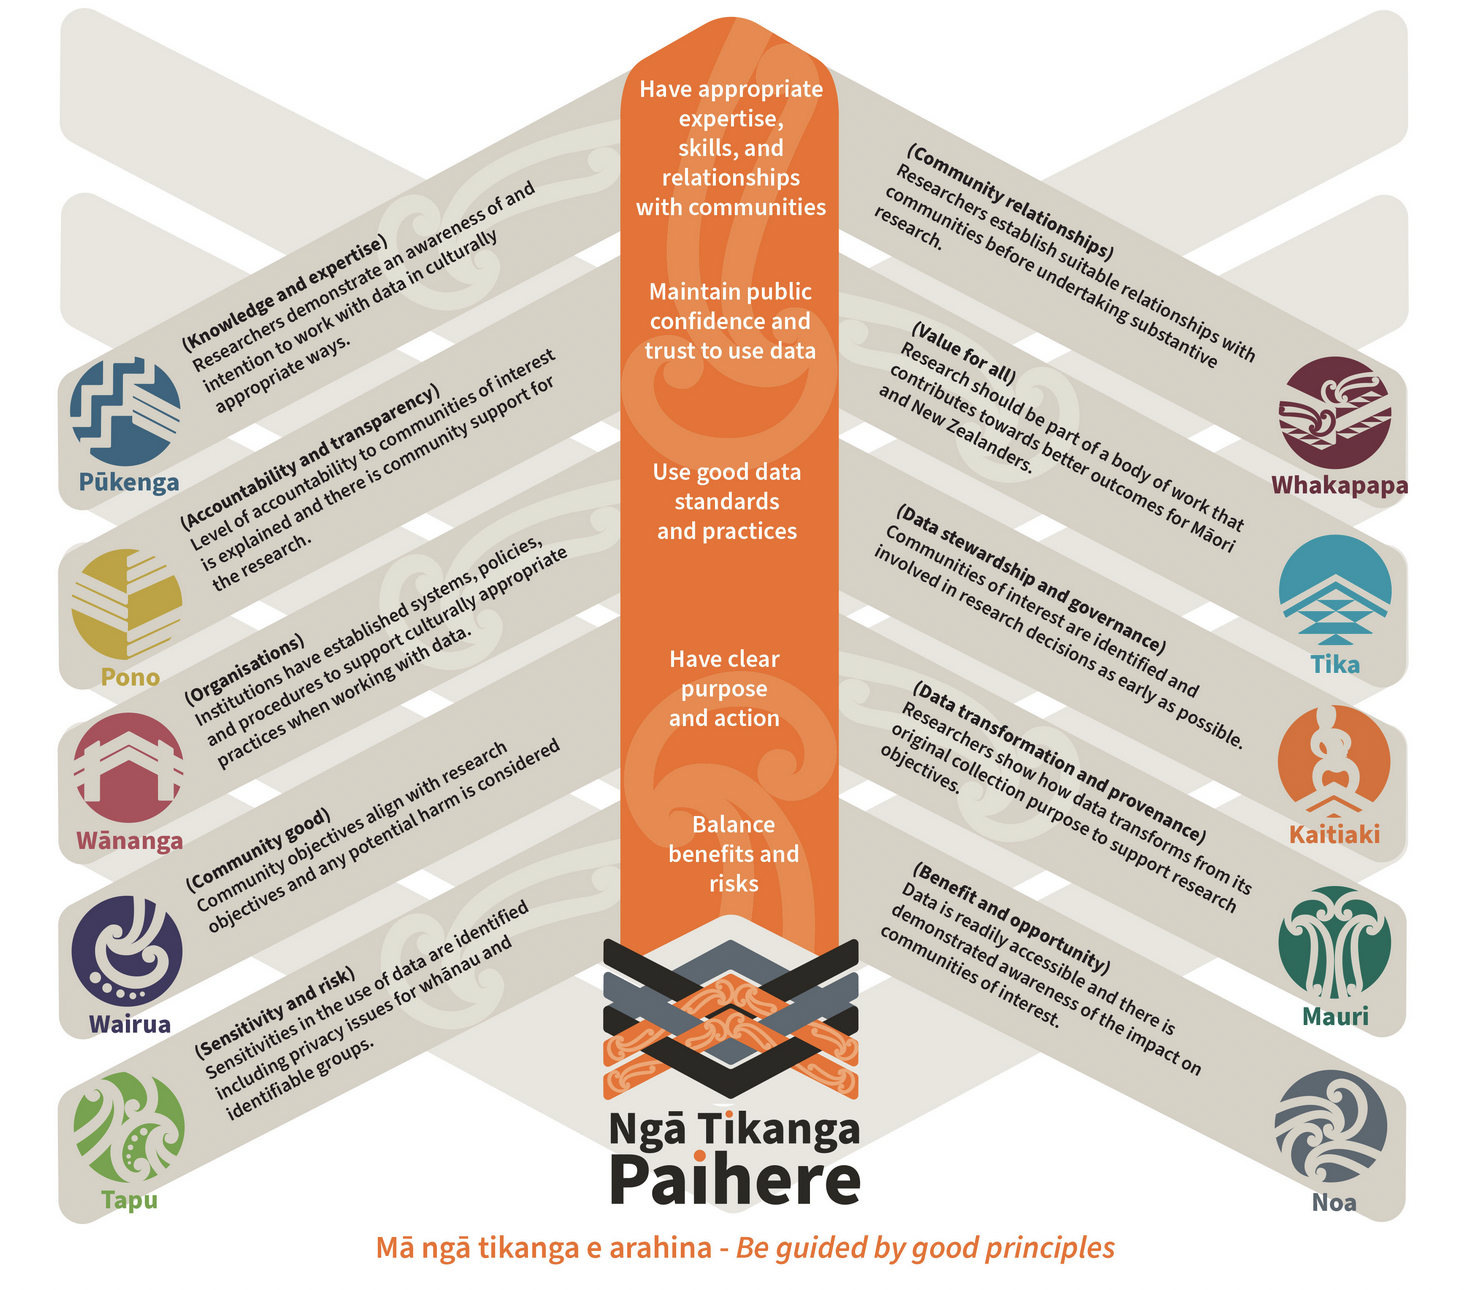 Have appropriate
expertise,
skills, and
relationships
with communities
Maintain public
confidence and
trust to use data
Use good data
standards
and practices
Have clear
purpose
and action
Balance
benefits and
risks
(Knowledge and expertise)
Researchers demonstrate an awareness of and
intention to work with data in culturally
appropriate ways.
Pūkenga
(Accountability and transparency)
Level of accountability to communities of interest
is explained and there is community support for
the research.
Pono
(Organisations)
Institutions have established systems, policies,
and procedures to support culturally appropriate
practices when working with data.
Wānanga
(Community good)
Community objectives align with research
objectives and any potential harm is considered
Wairua
(Sensitivity and risk)
Sensitivities in the use of data are identified
including privacy issues for whānau and
identifiable groups.
Tapu
(Community relationships)
Researchers establish suitable relationships with
communities before undertaking substantive
research.
Whakapapa
(Value for all)
Research should be part of a body of work that
contributes towards better outcomes for Māori
and New Zealanders.
Tika
(Data stewardship and governance)
Communities of interest are identified and
involved in research decisions as early as possible.
Kaitiaki
(Data transformation and provenance)
Researchers show how data transforms from its
original collection purpose to support research
objectives.
Mauri
(Benefit and opportunity)
Data is readily accessible and there is
demonstrated awareness of the impact on
communities of interest.
Noa
Ngā Tikanga
Paihere
Mā ngā tikanga e arahina - Be guided by good principles